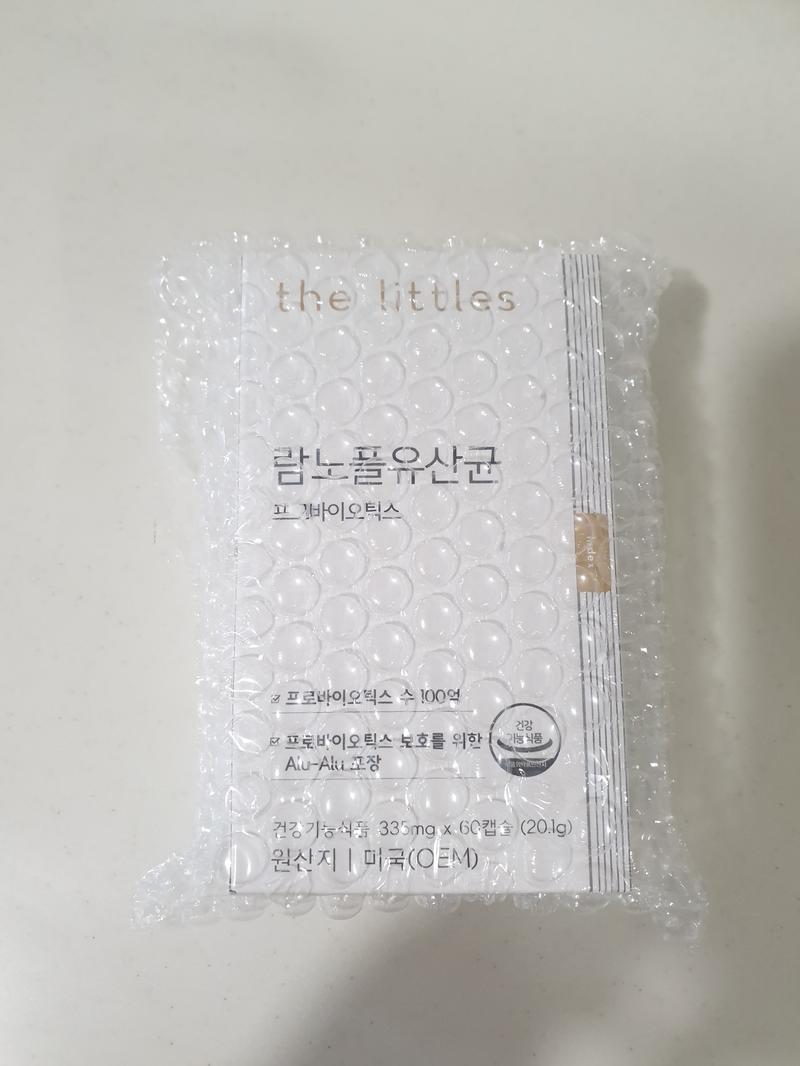 the littles
람노폴유산균
프로바이오틱스
index
프로바이오틱스 수 100억
프로바이오틱스 보호를 위한
Alu-Alu 포장
건강
기능식품
건강기능식품 335mg x 60캡슐 (20.1g)
원산지 | 미국(OEM)